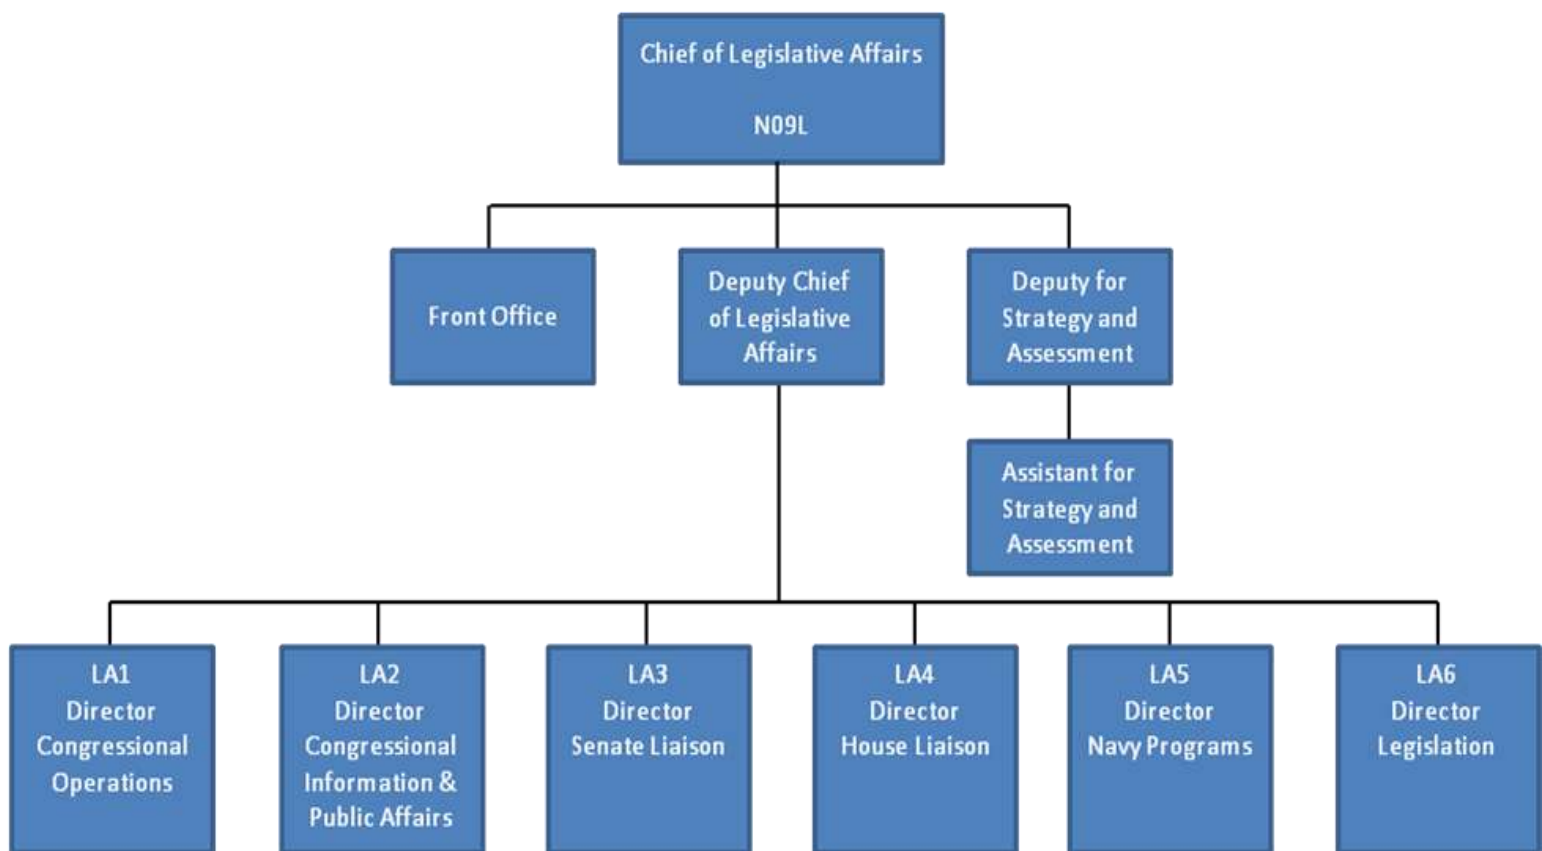 Chief of Legislative Affairs
N09L
Front Office
Deputy Chief
of Legislative
Affairs
Deputy for
Strategy and
Assessment
Assistant for
Strategy and
Assessment
LA1
Director
Congressional
Operations
LA2
Director
Congressional
Information &
Public Affairs
LA3
Director
Senate Liaison
LA4
Director
House Liaison
LA5
Director
Navy Programs
LA6
Director
Legislation